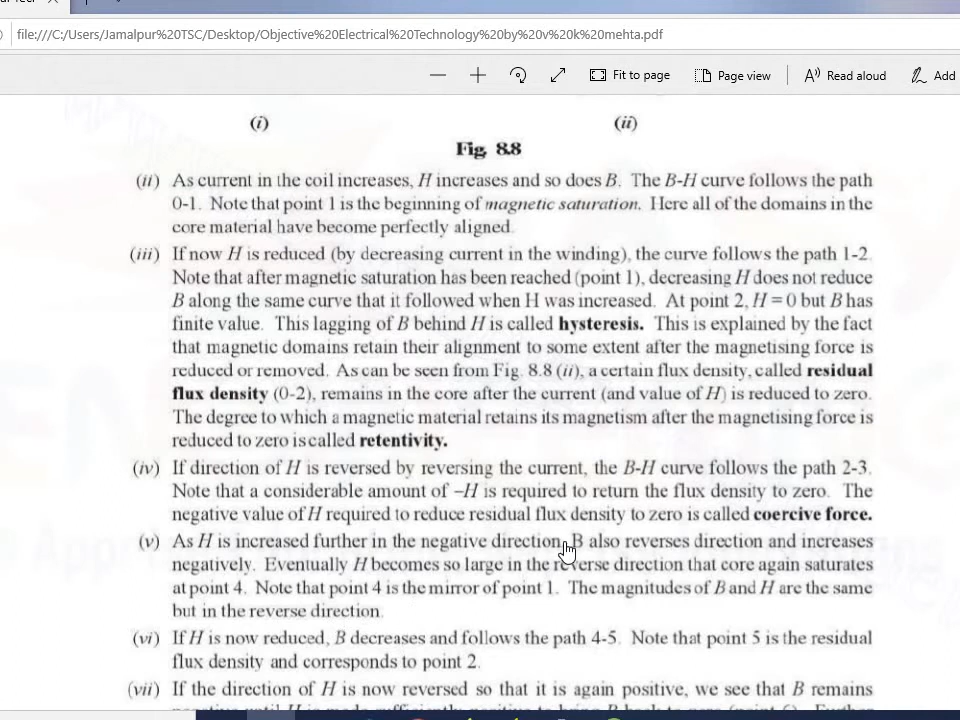 file:///C:/Users/Jamalpur%20TSC/Desktop/Objective%20Electrical%20Technology%20by%20v%20k%20mehta.pdf
Fit to page Page view Read aloud Add
(i) (ii)
Fig. 8.8
(ii) As current in the coil increases, H increases and so does B. The B-H curve follows the path
0-1. Note that point 1 is the beginning of magnetic saturation. Here all of the domains in the
core material have become perfectly aligned.
(iii) If now H is reduced (by decreasing current in the winding), the curve follows the path 1-2.
Note that after magnetic saturation has been reached (point 1), decreasing H does not reduce
B along the same curve that it followed when H was increased. At point 2, H = 0 but B has
finite value. This lagging of B behind H is called hysteresis. This is explained by the fact
that magnetic domains retain their alignment to some extent after the magnetising force is
reduced or removed. As can be seen from Fig. 8.8 (ii), a certain flux density, called residual
flux density (0-2), remains in the core after the current (and value of H) is reduced to zero.
The degree to which a magnetic material retains its magnetism after the magnetising force is
reduced to zero is called retentivity.
(iv) If direction of H is reversed by reversing the current, the B-H curve follows the path 2-3.
Note that a considerable amount of –H is required to return the flux density to zero. The
negative value of H required to reduce residual flux density to zero is called coercive force.
(v) As H is increased further in the negative direction, B also reverses direction and increases
negatively. Eventually H becomes so large in the reverse direction that core again saturates
at point 4. Note that point 4 is the mirror of point 1. The magnitudes of B and H are the same
but in the reverse direction.
(vi) If H is now reduced, B decreases and follows the path 4-5. Note that point 5 is the residual
flux density and corresponds to point 2.
(vii) If the direction of H is now reversed so that it is again positive, we see that B remains